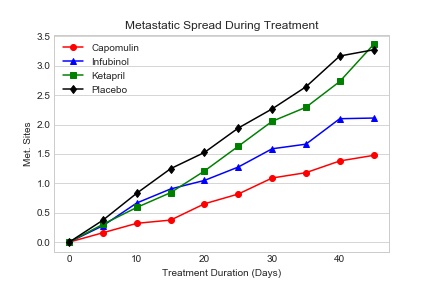 Metastatic Spread During Treatment
3.5
3.0
2.5
2.0
1.5
1.0
0.5
0.0
Met. Sites
Capomulin
Infubinol
Ketapril
Placebo
0 10 20 30 40
Treatment Duration (Days)